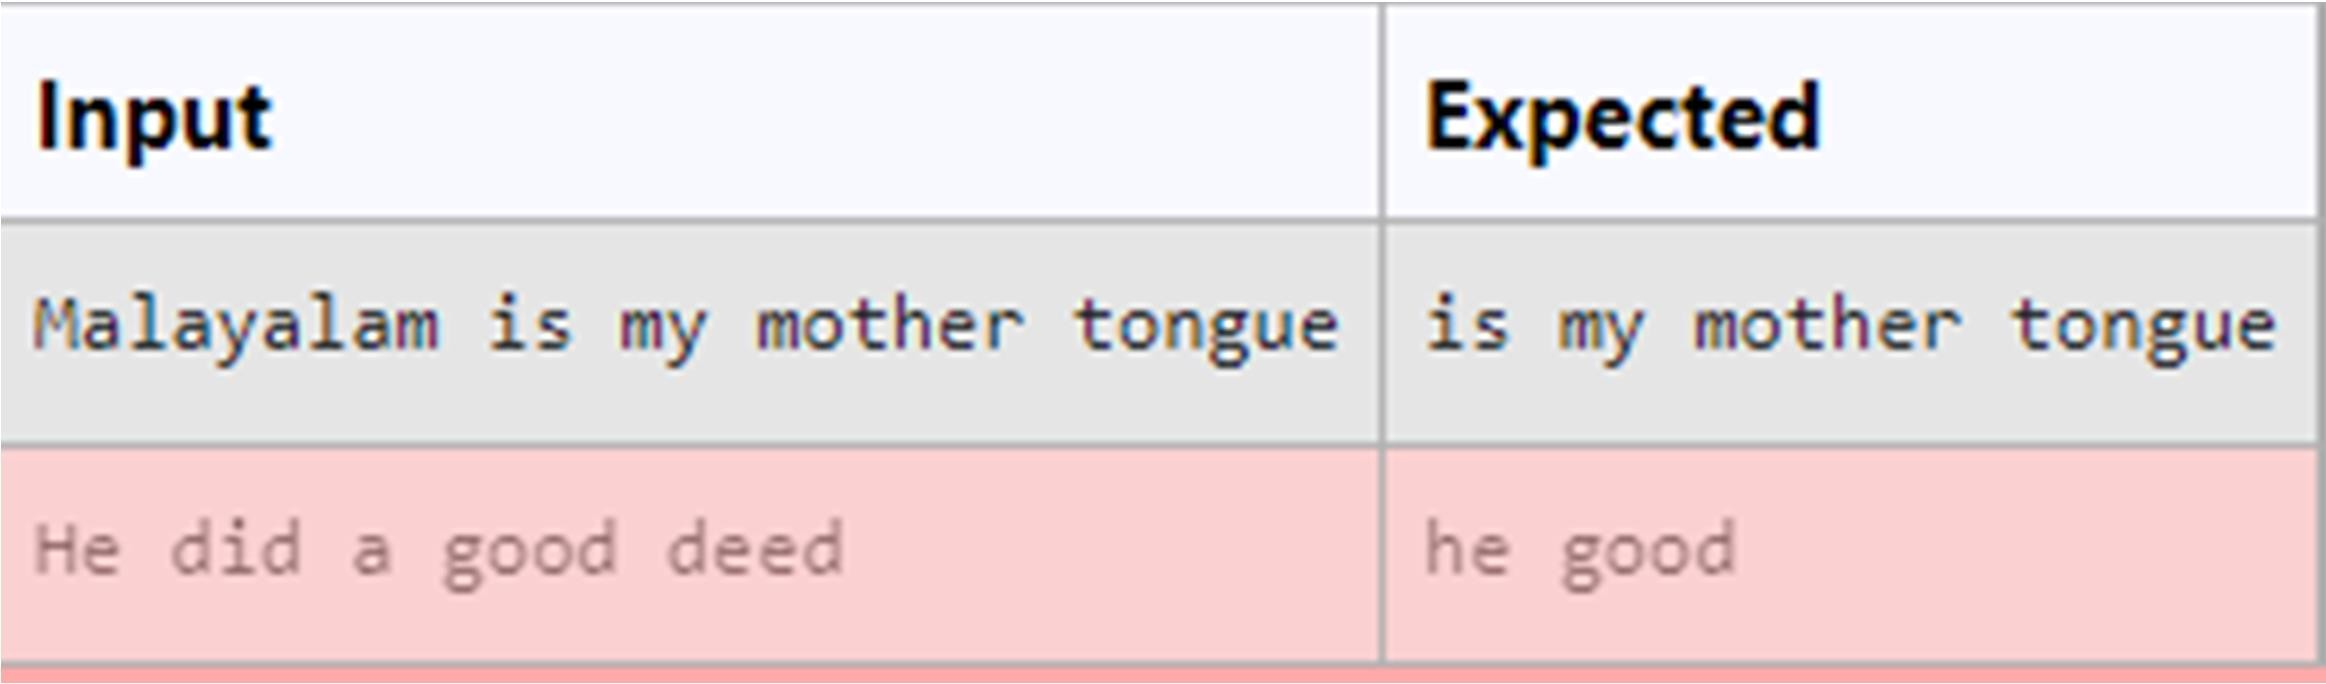 Input Expected
Malayalam is my mother tongue is my mother tongue
He did a good deed he good